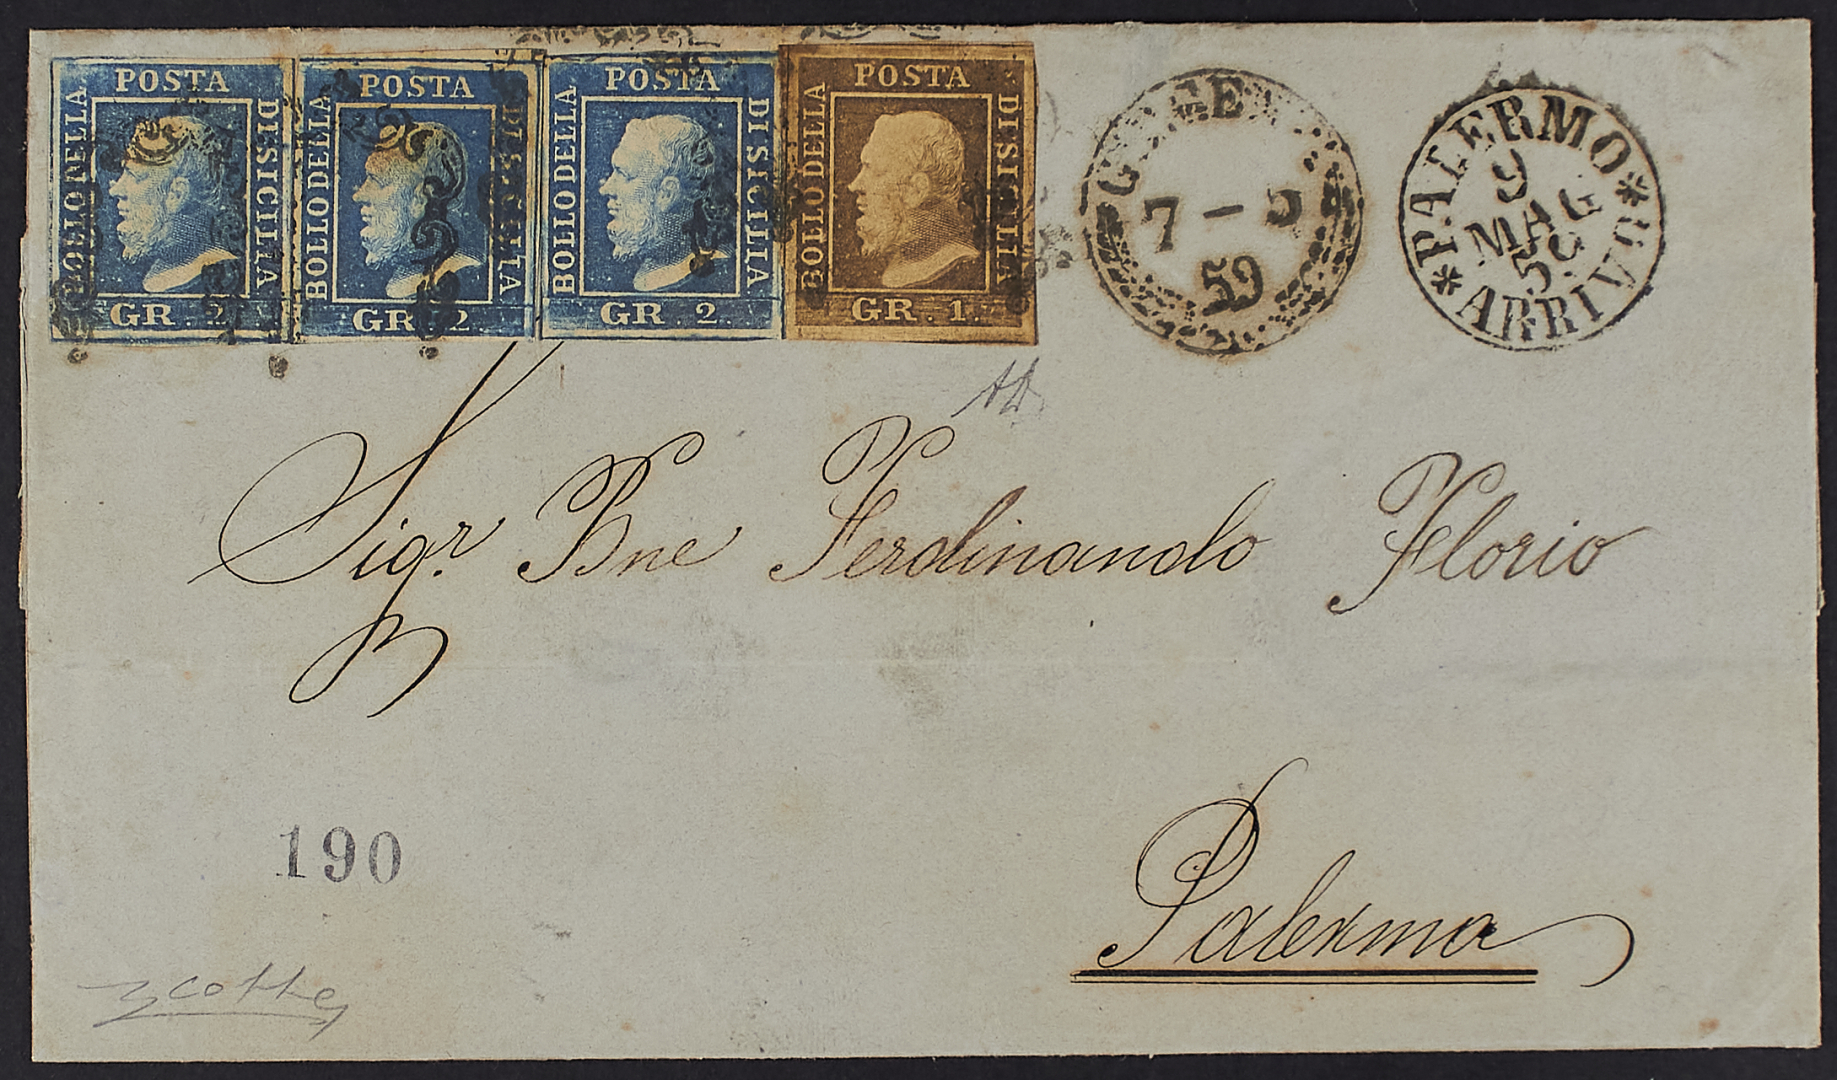 POSTA
BOLLO DELLA
DI SICILIA
GR. 2.
POSTA
BOLLO DELLA
GR. 2.
POSTA
BOLLO DELLA
DI SICILIA
GR. 2.
POSTA
BOLLO DELLA
DI SICILIA
GR. 1.
7 – 5
59
*PALERMO*
9
MAG
59
ARRIVO
Sigr. Bne Ferdinando Florio
190
Palermo